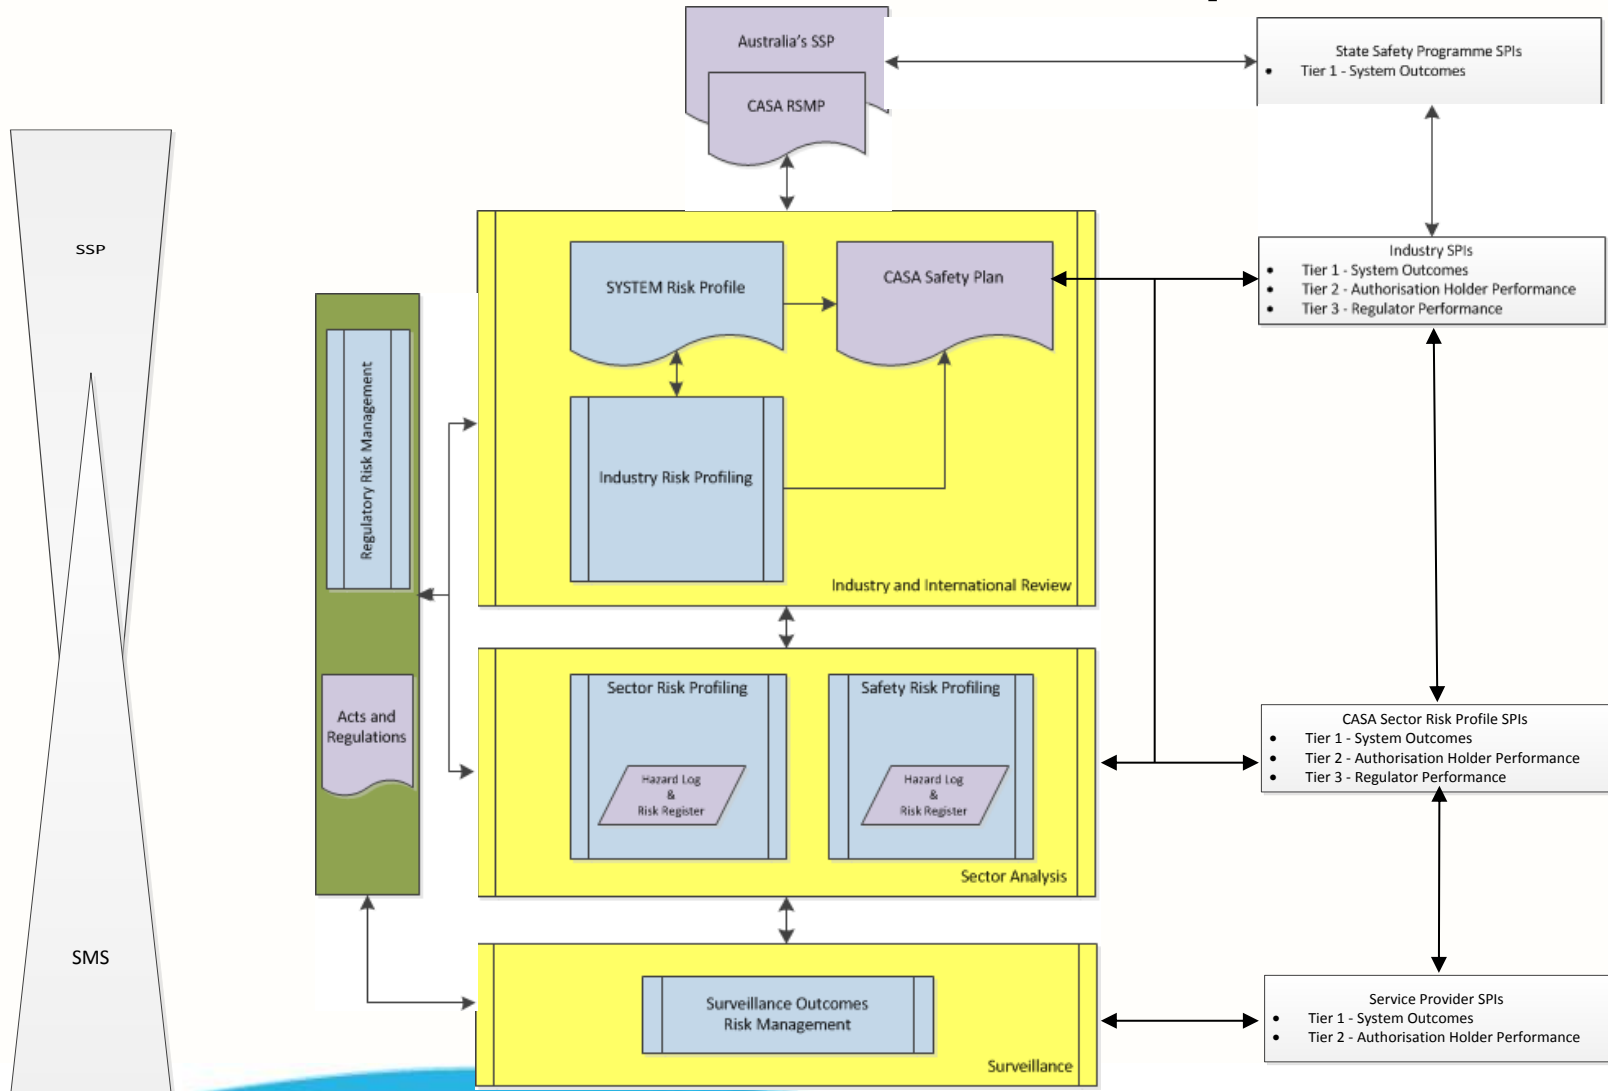 Australia's SSP
CASA RSMP
State Safety Programme SPIs
• Tier 1 - System Outcomes
SSP
SMS
Regulatory Risk Management
Acts and
Regulations
SYSTEM Risk Profile
CASA Safety Plan
Industry Risk Profiling
Industry and International Review
Industry SPIs
• Tier 1 - System Outcomes
• Tier 2 - Authorisation Holder Performance
• Tier 3 - Regulator Performance
Sector Risk Profiling
Hazard Log
&
Risk Register
Safety Risk Profiling
Hazard Log
&
Risk Register
Sector Analysis
CASA Sector Risk Profile SPIs
• Tier 1 - System Outcomes
• Tier 2 - Authorisation Holder Performance
• Tier 3 - Regulator Performance
Surveillance Outcomes
Risk Management
Surveillance
Service Provider SPIs
• Tier 1 - System Outcomes
• Tier 2 - Authorisation Holder Performance